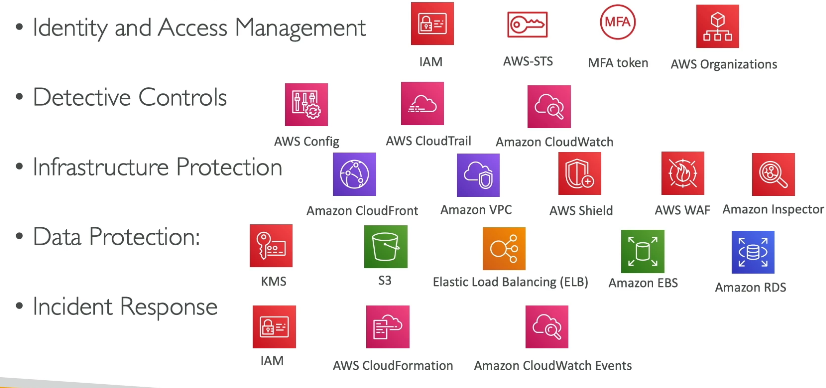 • Identity and Access Management
MFA
IAM
AWS-STS
MFA token
AWS Organizations
• Detective Controls
AWS Config
AWS CloudTrail
Amazon CloudWatch
• Infrastructure Protection
Amazon CloudFront
Amazon VPC
AWS Shield
AWS WAF
Amazon Inspector
• Data Protection:
KMS
S3
Elastic Load Balancing (ELB)
Amazon EBS
Amazon RDS
• Incident Response
IAM
AWS CloudFormation
Amazon CloudWatch Events